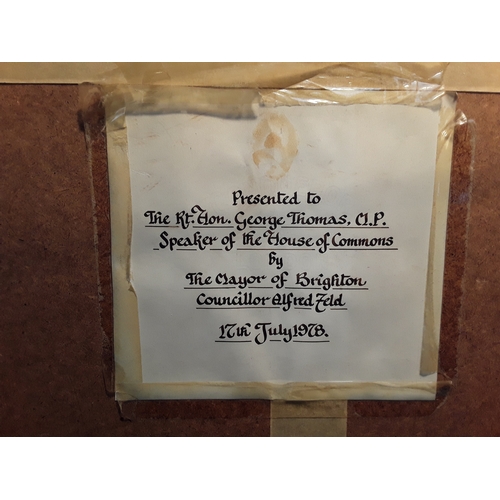 Presented to
The Rt. Hon. George Thomas, M.P.
Speaker of the House of Commons
by
The Mayor of Brighton
Councillor Alfred Feld
17th July 1978.